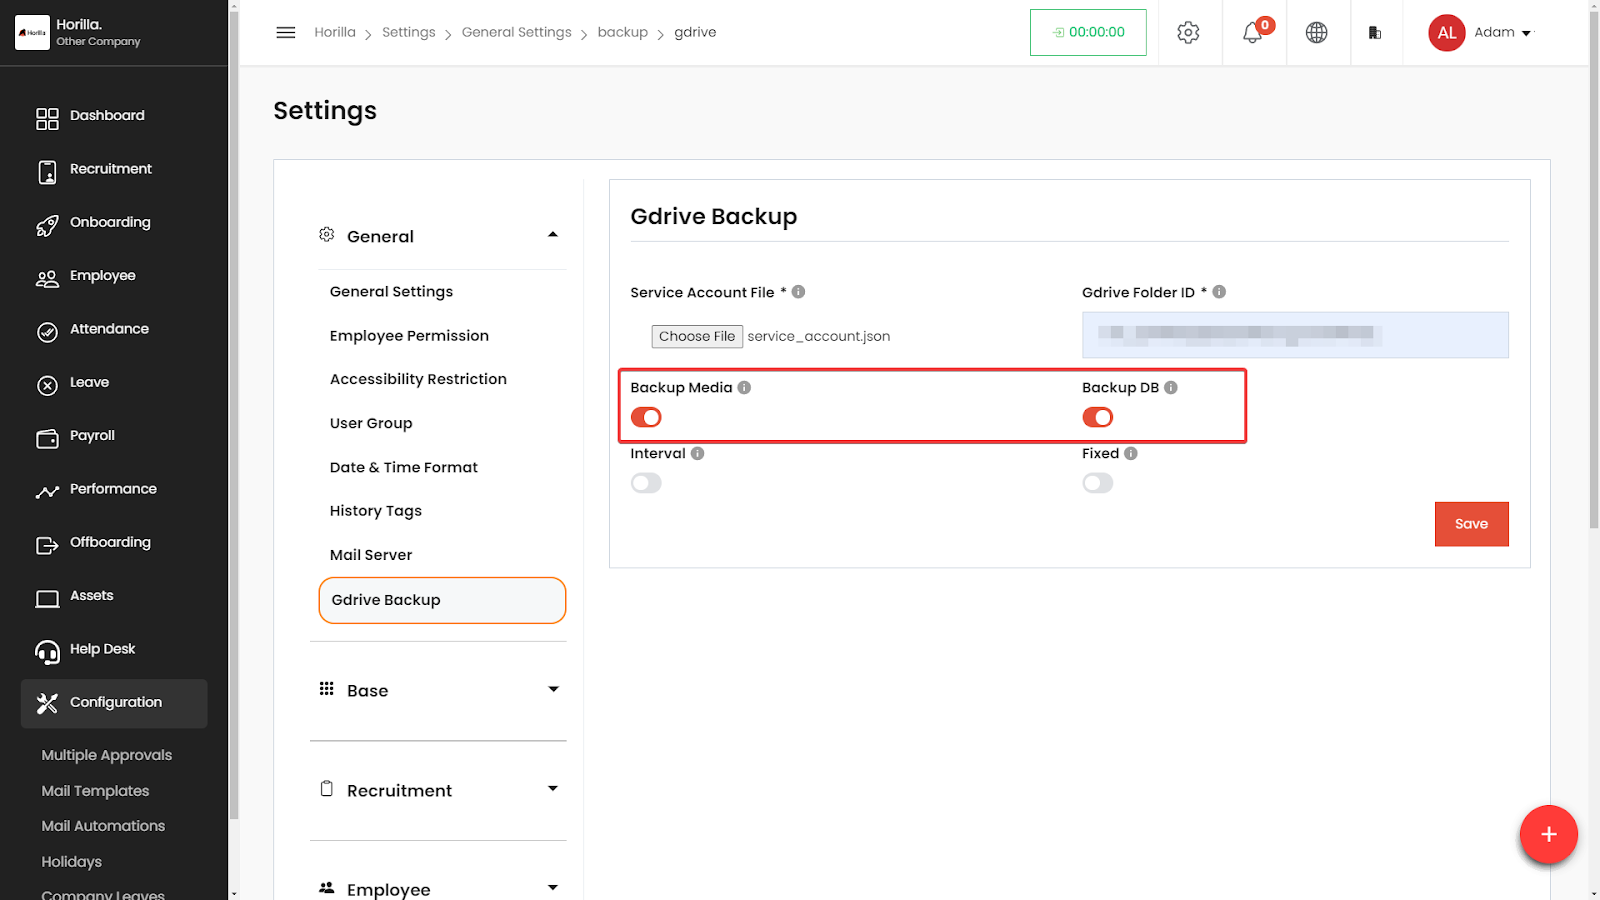 Horilla
Horilla.
Other Company
Horilla > Settings > General Settings > backup > gdrive
00:00:00
0
AL
Adam
Dashboard
Recruitment
Onboarding
Employee
Attendance
Leave
Payroll
Performance
Offboarding
Assets
Help Desk
Configuration
Multiple Approvals
Mail Templates
Mail Automations
Holidays
Company Leaves
Settings
General
General Settings
Employee Permission
Accessibility Restriction
User Group
Date & Time Format
History Tags
Mail Server
Gdrive Backup
Base
Recruitment
Employee
Gdrive Backup
Service Account File *
Gdrive Folder ID *
Choose File service_account.json
Backup Media
Backup DB
Interval
Fixed
Save
+